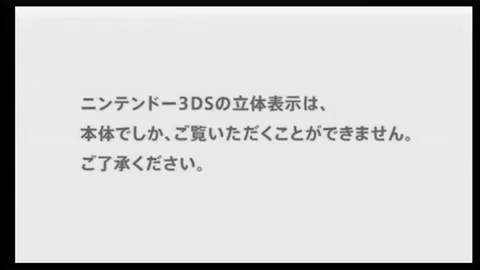 ニンテンドー3DSの立体表示は、
本体でしか、ご覧いただくことができません。
ご了承ください。